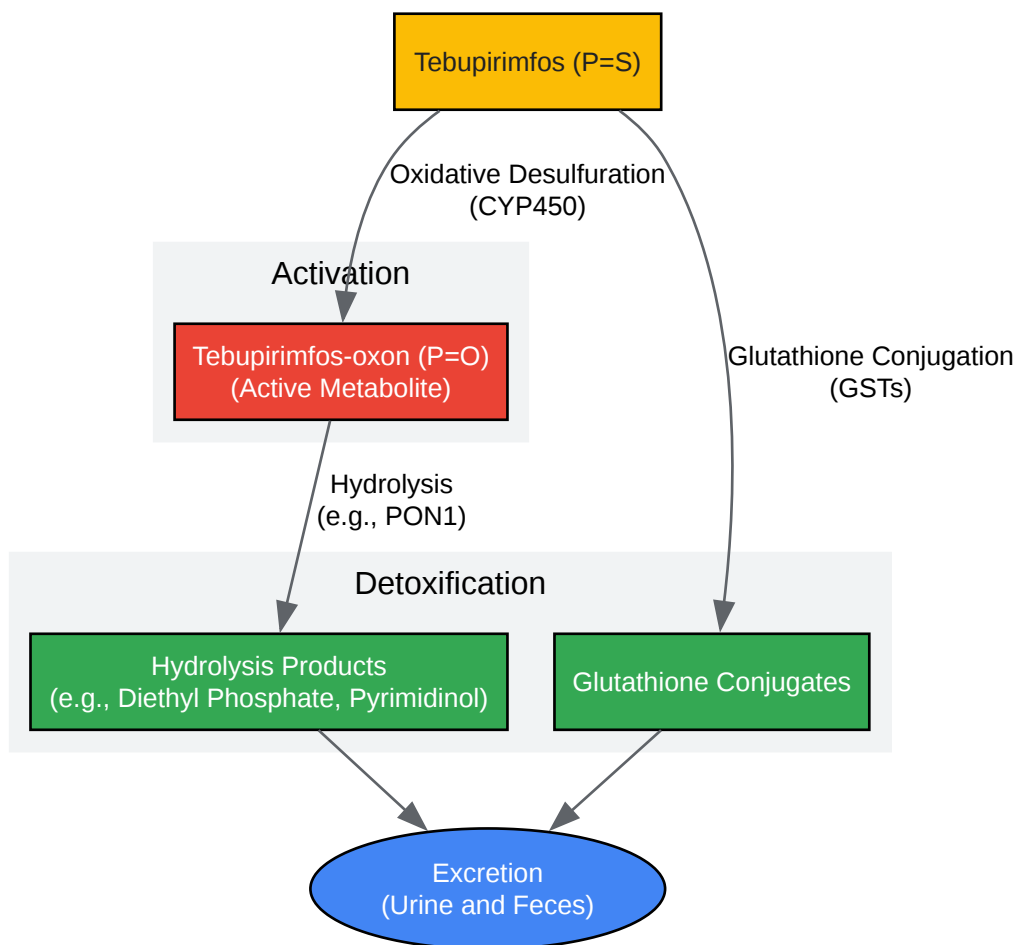 Tebupirimfos (P=S)
Oxidative Desulfuration
(CYP450)
Activation
Tebupirimfos-oxon (P=O)
(Active Metabolite)
Glutathione Conjugation
(GSTs)
Hydrolysis
(e.g., PON1)
Detoxification
Hydrolysis Products
(e.g., Diethyl Phosphate, Pyrimidinol)
Glutathione Conjugates
Excretion
(Urine and Feces)